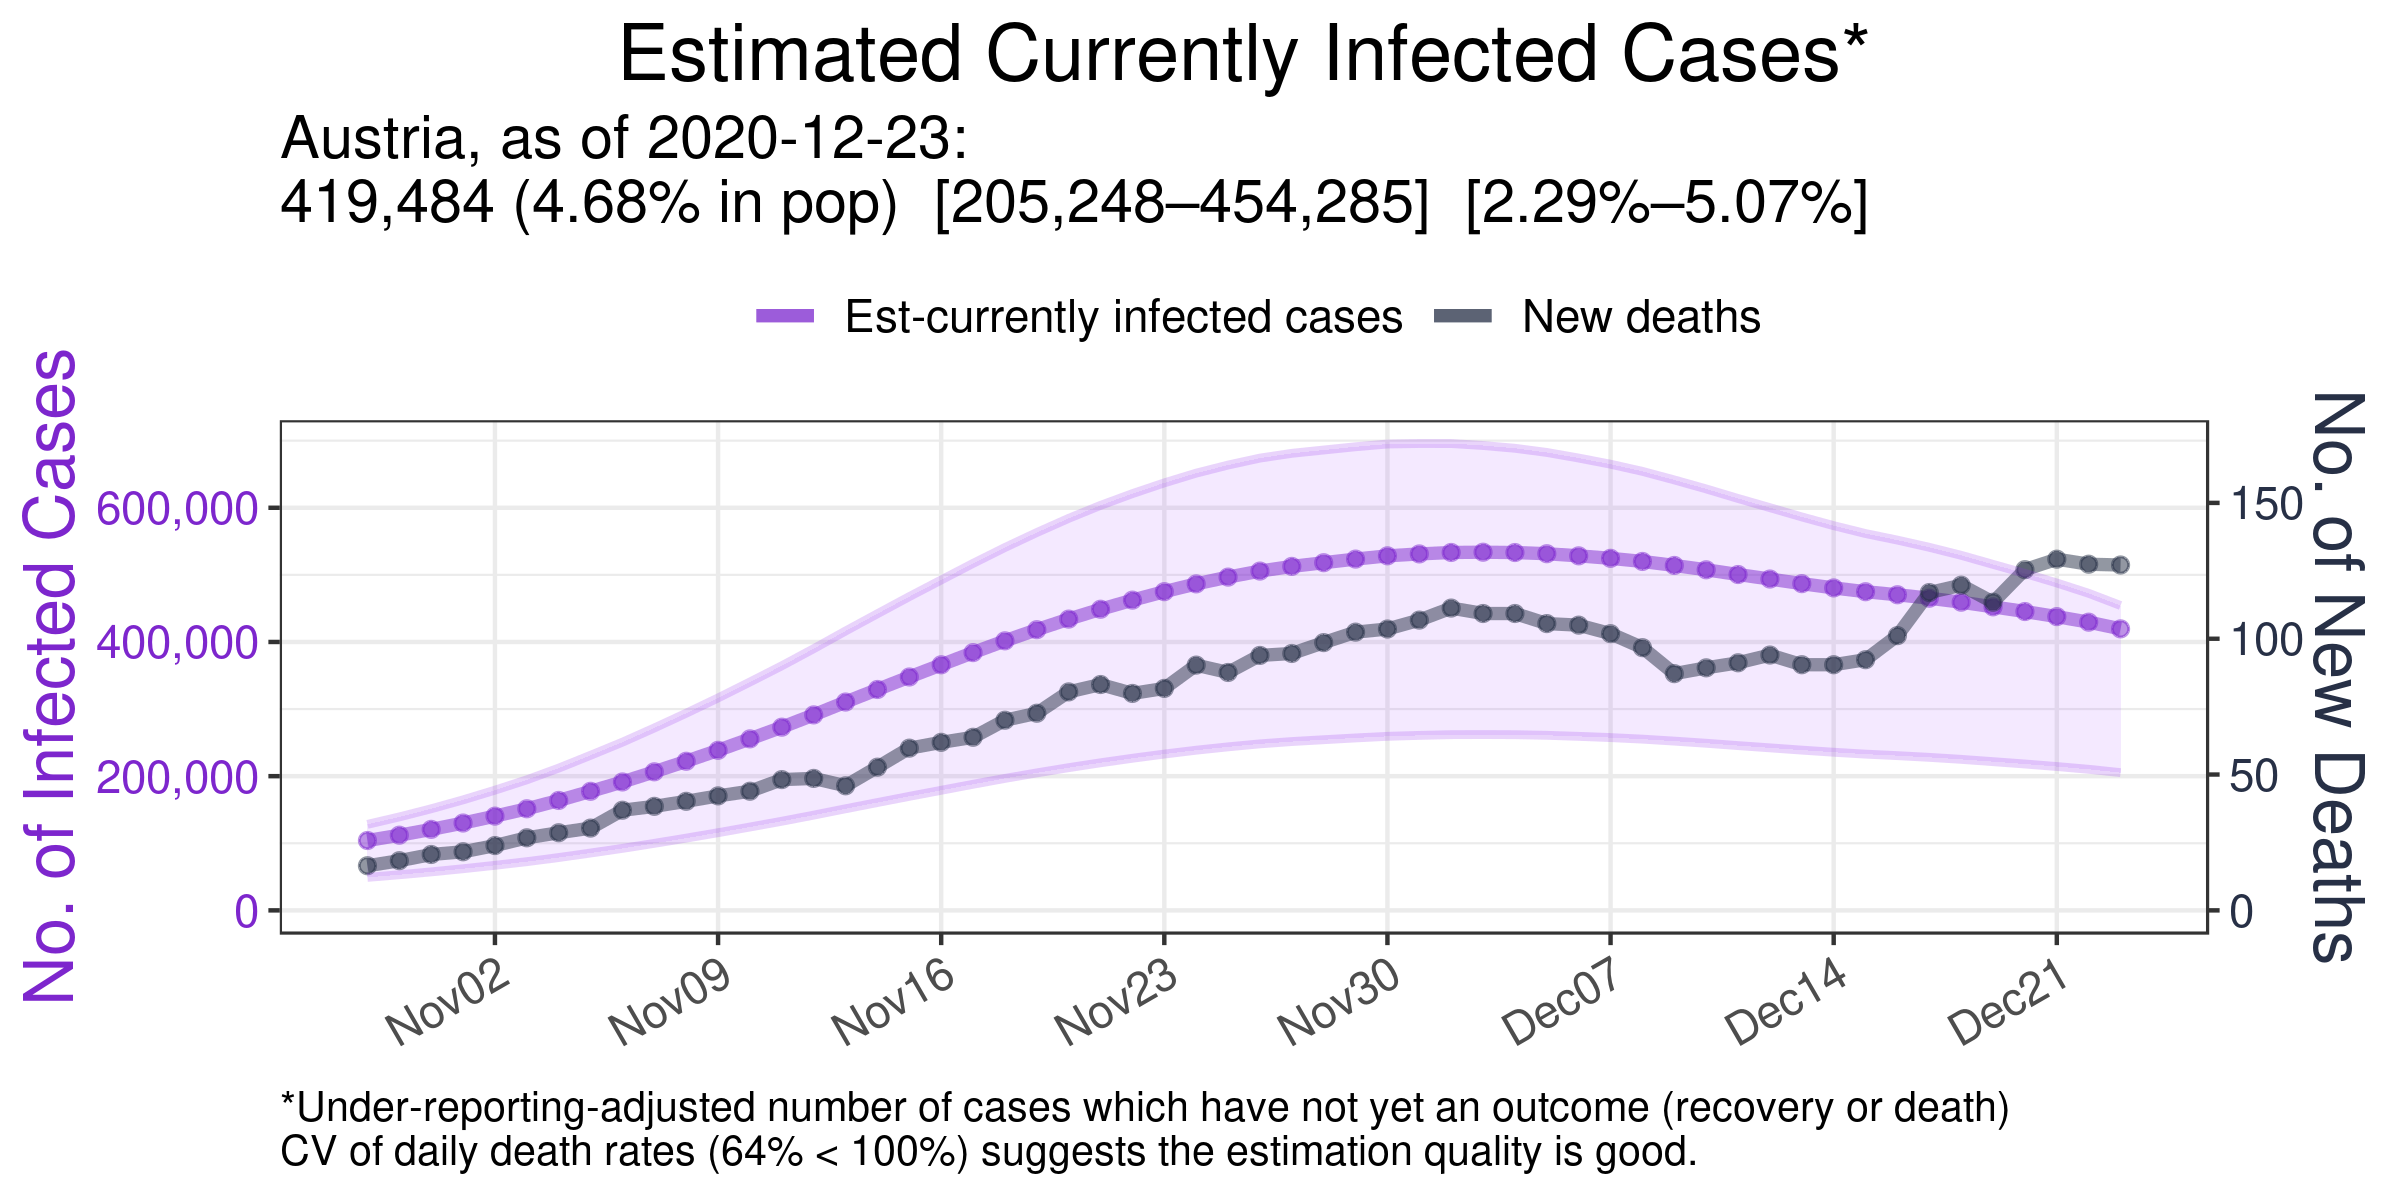 Estimated Currently Infected Cases*
Austria, as of 2020-12-23:
419,484 (4.68% in pop)  [205,248–454,285]  [2.29%–5.07%]
Est-currently infected cases
New deaths
No. of Infected Cases
600,000
400,000
200,000
0
150
100
50
0
No. of New Deaths
Nov02
Nov09
Nov16
Nov23
Nov30
Dec07
Dec14
Dec21
*Under-reporting-adjusted number of cases which have not yet an outcome (recovery or death)
CV of daily death rates (64% < 100%) suggests the estimation quality is good.